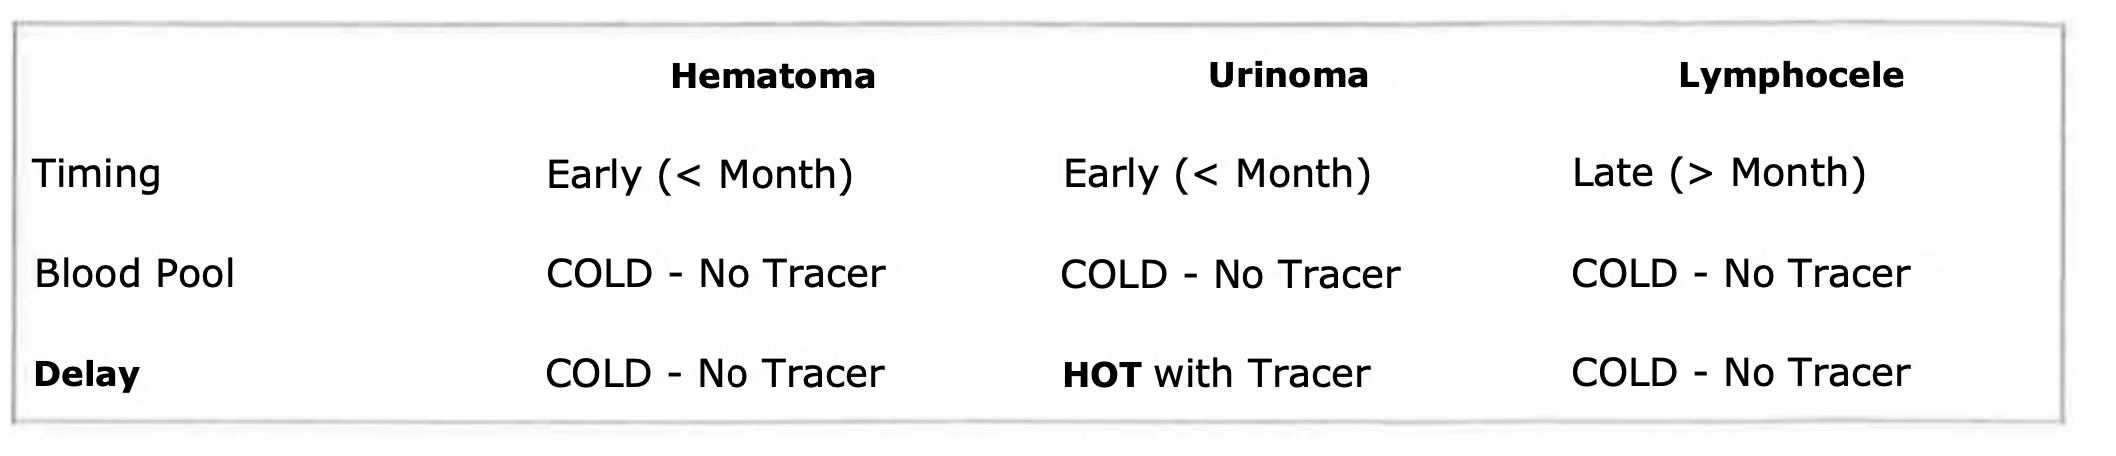 Hematoma Urinoma Lymphocele
Timing Early (< Month) Early (< Month) Late (> Month)
Blood Pool COLD - No Tracer COLD - No Tracer COLD - No Tracer
Delay COLD - No Tracer HOT with Tracer COLD - No Tracer